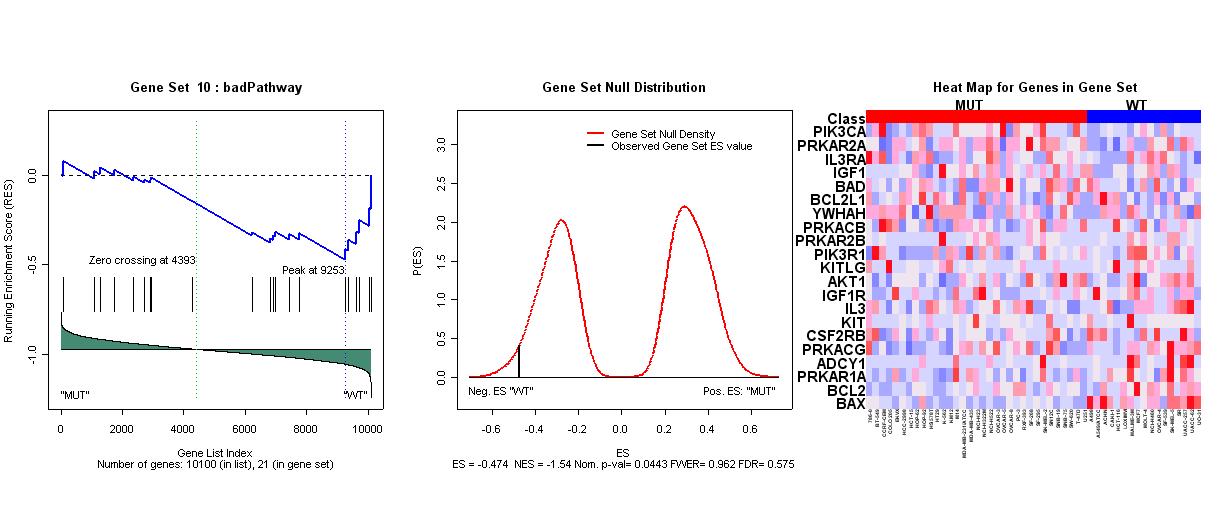 Gene Set  10 : badPathway
Running Enrichment Score (RES)
0.0
-0.5
-1.0
Zero crossing at 4393
Peak at 9253
"MUT"
"WT"
0 2000 4000 6000 8000 10000
Gene List Index
Number of genes: 10100 (in list), 21 (in gene set)
Gene Set Null Distribution
P(ES)
3.0
2.5
2.0
1.5
1.0
0.5
0.0
Gene Set Null Density
Observed Gene Set ES value
Neg. ES "WT"
Pos. ES: "MUT"
-0.6 -0.4 -0.2 0.0 0.2 0.4 0.6
ES
ES = -0.474  NES = -1.54 Nom. p-val= 0.0443 FWER= 0.962 FDR= 0.575
Heat Map for Genes in Gene Set
MUT WT
Class
PIK3CA
PRKAR2A
IL3RA
IGF1
BAD
BCL2L1
YWHAH
PRKACB
PRKAR2B
PIK3R1
KITLG
AKT1
IGF1R
IL3
KIT
CSF2RB
PRKACG
ADCY1
PRKAR1A
BCL2
BAX